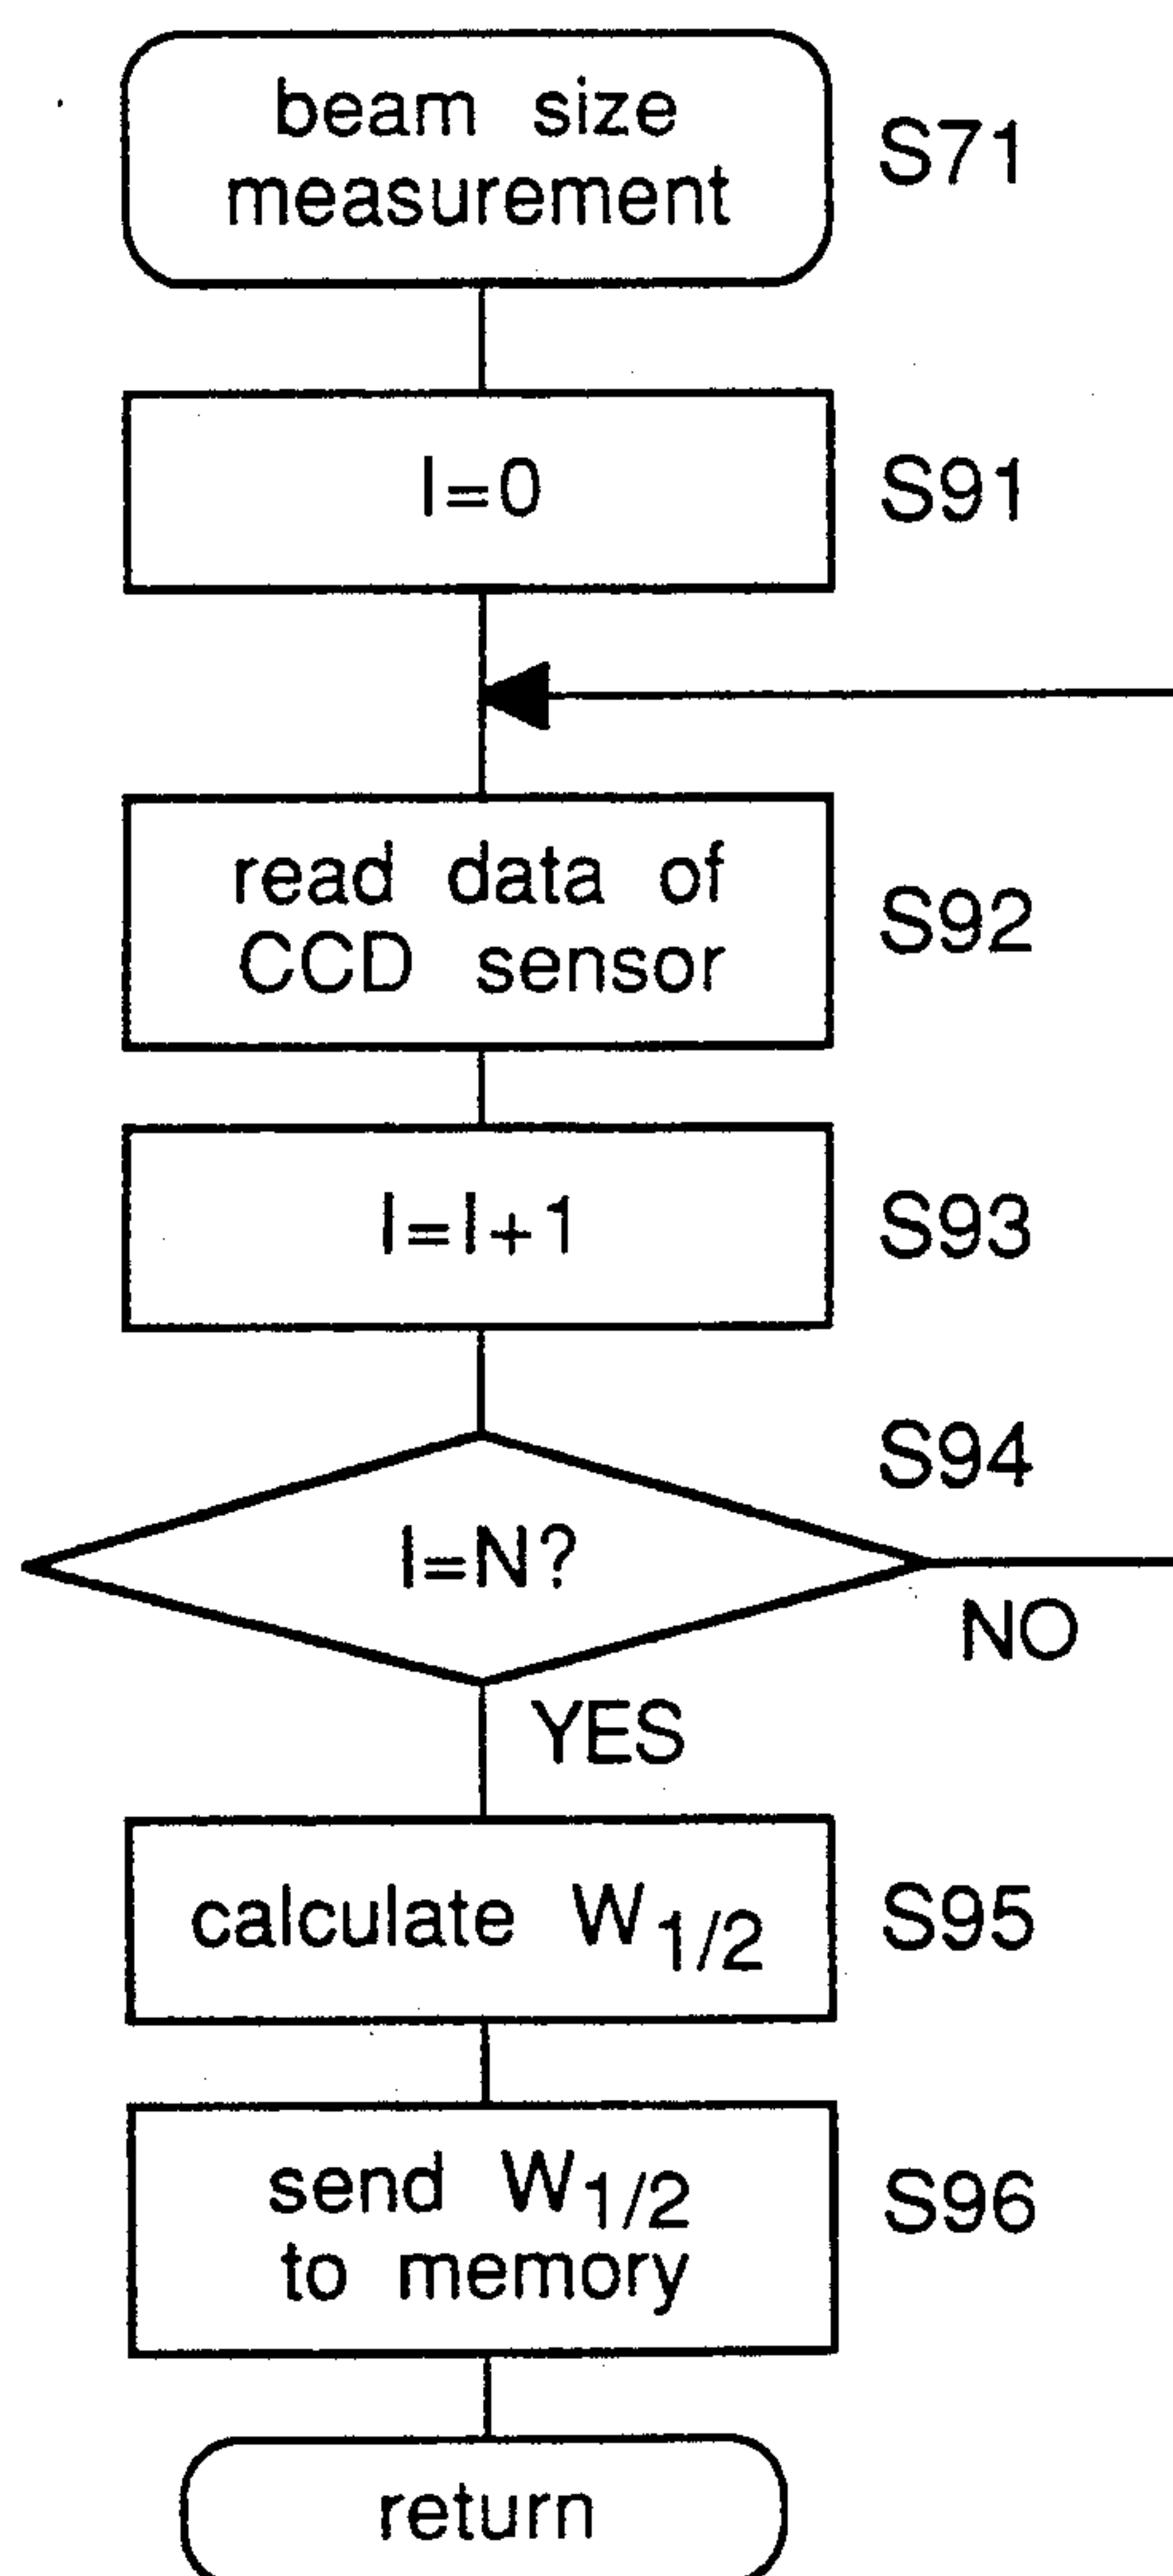 beam size
measurement
S71
I=0
S91
read data of
CCD sensor
S92
I=I+1
S93
S94
I=N?
NO
YES
calculate W1/2
S95
send W1/2
to memory
S96
return